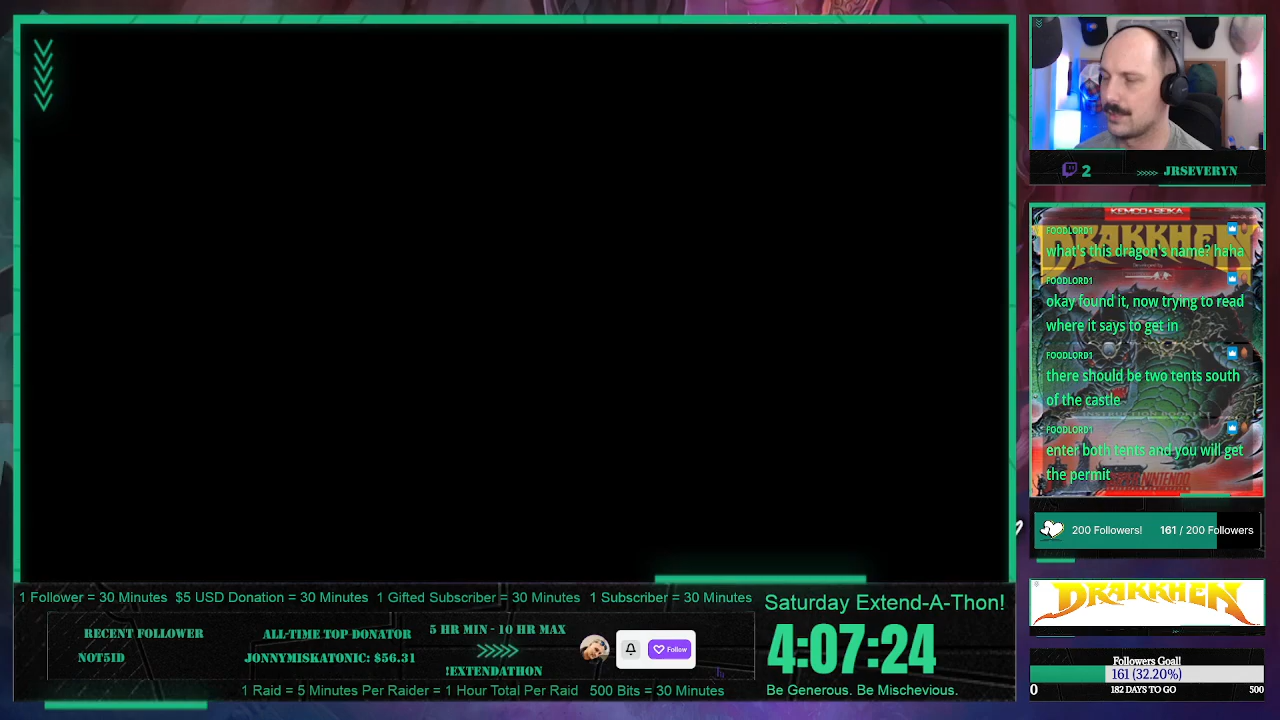 2
JRSEVERYN
KEMCO★SEIKA
DRAKKHEN
FOODLORD1
what's this dragon's name? haha
FOODLORD1
okay found it, now trying to read
where it says to get in
FOODLORD1
there should be two tents south
of the castle
INSTRUCTION BOOKLET
FOODLORD1
enter both tents and you will get
the permit
SUPER NINTENDO
200 Followers!
161 / 200 Followers
DRAKKHEN
Followers Goal!
161 (32.20%)
0
182 DAYS TO GO
500
1 Follower = 30 Minutes
$5 USD Donation = 30 Minutes
1 Gifted Subscriber = 30 Minutes
1 Subscriber = 30 Minutes
RECENT FOLLOWER
NOT5ID
ALL-TIME TOP DONATOR
JONNYMISKATONIC: $56.31
5 HR MIN - 10 HR MAX
!EXTENDATHON
Follow
1 Raid = 5 Minutes Per Raider = 1 Hour Total Per Raid
500 Bits = 30 Minutes
Saturday Extend-A-Thon!
4:07:24
Be Generous. Be Mischevious.